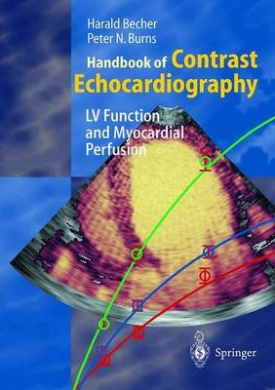 Harald Becher
Peter N. Burns
Handbook of Contrast
Echocardiography
LV Function
and Myocardial
Perfusion
Springer